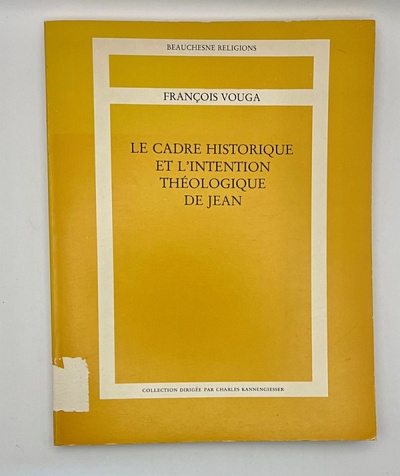 BEAUCHESNE RELIGIONS
FRANÇOIS VOUGA
LE CADRE HISTORIQUE
ET L'INTENTION
THÉOLOGIQUE
DE JEAN
COLLECTION DIRIGÉE PAR CHARLES KANNENGIESSER